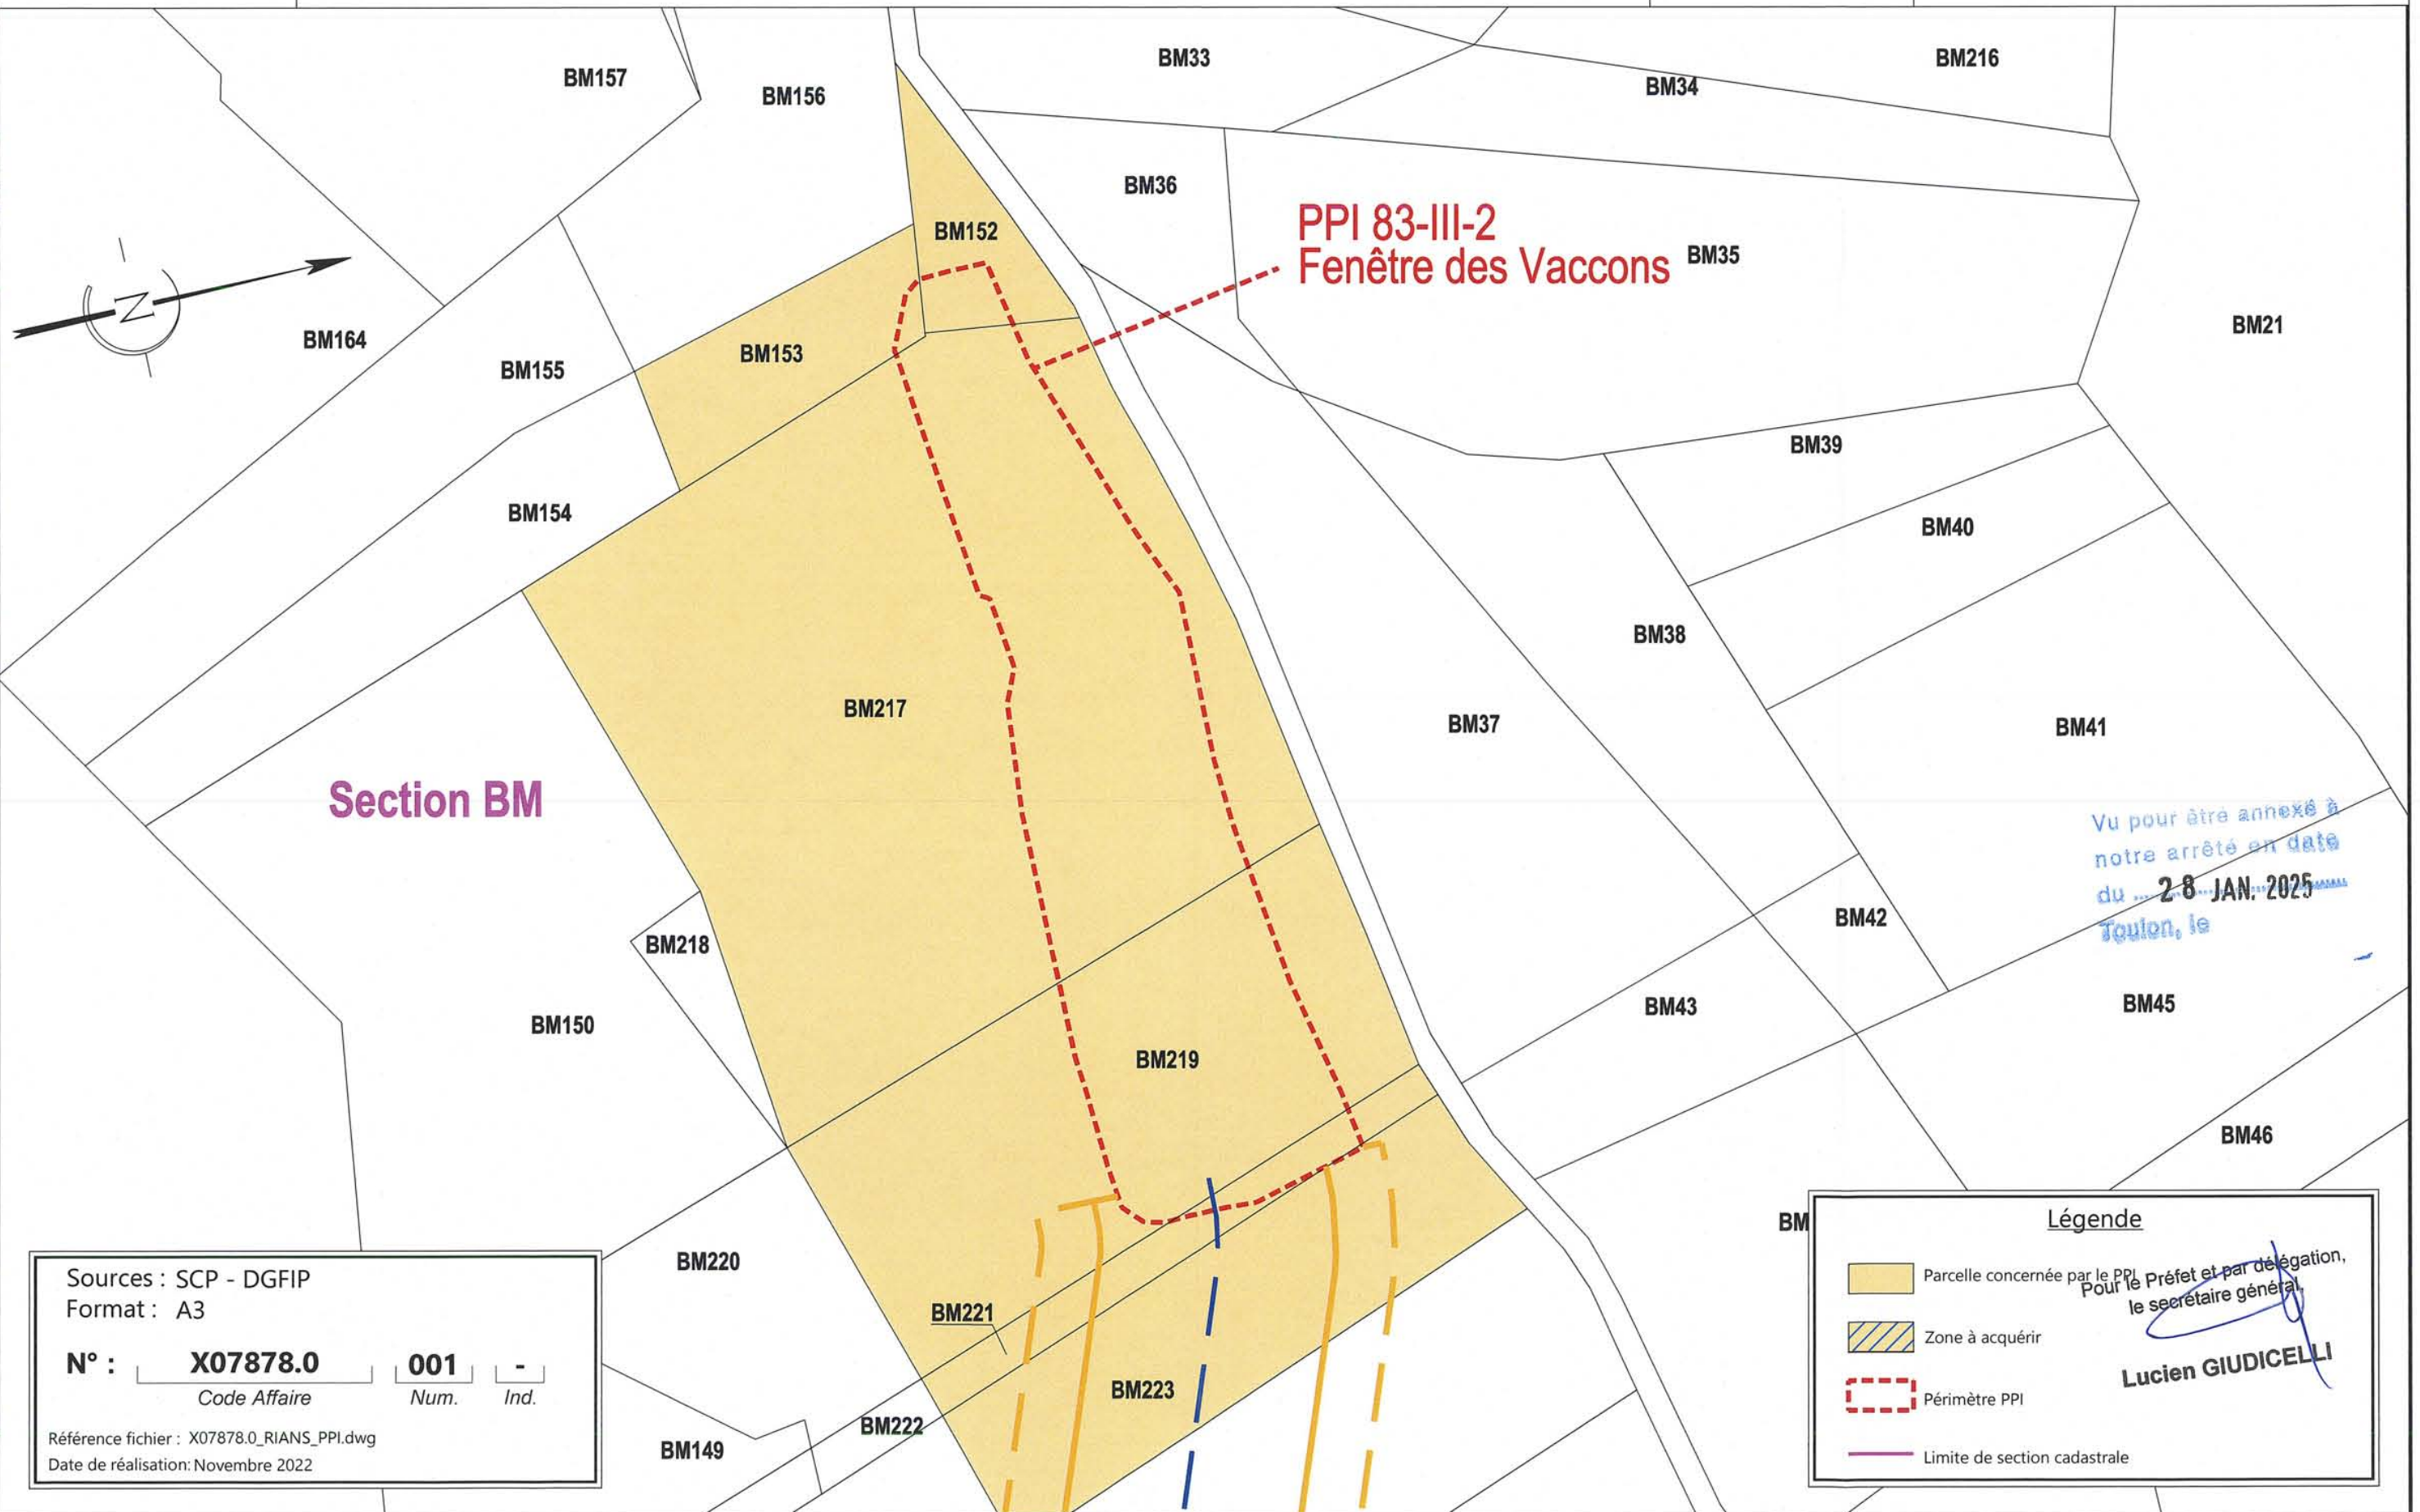 BM33
BM216
BM157
BM34
BM156
BM36
PPI 83-III-2
Fenêtre des Vaccons
BM152
BM35
N
BM21
BM164
BM153
BM155
BM39
BM154
BM40
BM38
BM217
BM37
BM41
Section BM
Vu pour être annexé à
notre arrêté en date
du 28 JAN. 2025
Toulon, le
BM42
BM218
BM43
BM45
BM150
BM219
BM46
BM
BM220
BM221
BM223
BM222
BM149
Sources : SCP - DGFIP
Format : A3
N° : X07878.0 001 -
Code Affaire Num. Ind.
Référence fichier : X07878.0_RIANS_PPI.dwg
Date de réalisation: Novembre 2022
Légende
Parcelle concernée par le PPI
Pour le Préfet et par délégation,
le secrétaire général,
Zone à acquérir
Lucien GIUDICELLI
Périmètre PPI
Limite de section cadastrale